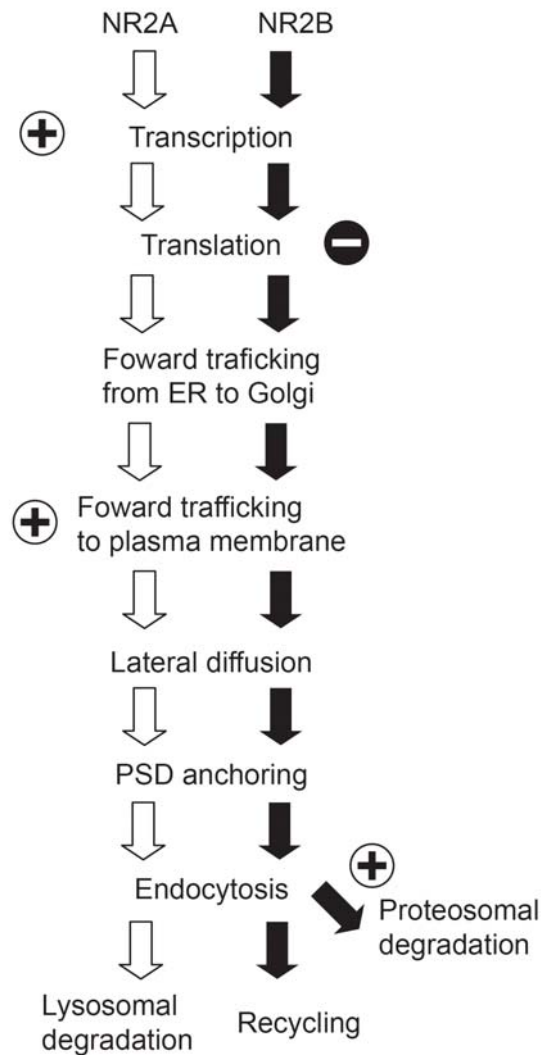 NR2A NR2B
Transcription
Translation
Foward traficking
from ER to Golgi
Foward trafficking
to plasma membrane
Lateral diffusion
PSD anchoring
Endocytosis
Proteosomal
degradation
Lysosomal
degradation
Recycling